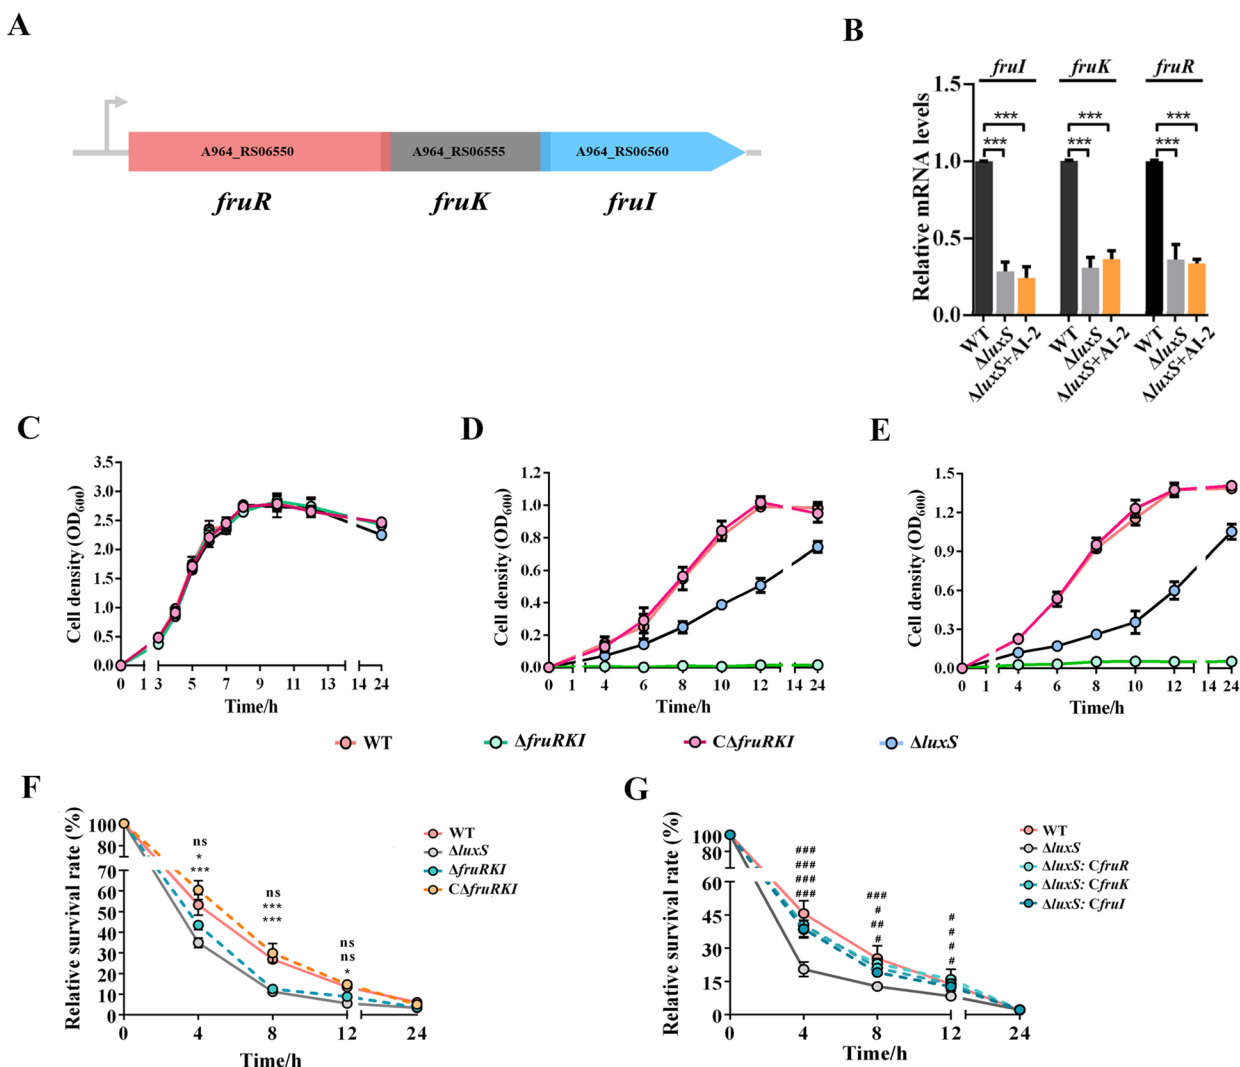 A
A964_RS06550
A964_RS06555
A964_RS06560
fruR
fruK
fruI
B
fruI
fruK
fruR
Relative mRNA levels
1.5
1.0
0.5
0.0
***
***
***
***
***
***
WT
ΔluxS
ΔluxS+AI-2
WT
ΔluxS
ΔluxS+AI-2
WT
ΔluxS
ΔluxS+AI-2
C
Cell density (OD600)
3.5
3.0
2.5
2.0
1.5
1.0
0.5
0.0
0 1 3 5 7 9 11 13 14 24
Time/h
D
Cell density (OD600)
1.2
1.0
0.8
0.6
0.4
0.2
0.0
0 1 4 6 8 10 12 14 24
Time/h
E
Cell density (OD600)
1.5
1.2
0.9
0.6
0.3
0.0
0 1 4 6 8 10 12 14 24
Time/h
WT
ΔfruRKI
CΔfruRKI
ΔluxS
F
Relative survival rate (%)
100
80
70
60
50
40
30
20
10
0
ns
*
***
ns
***
***
ns
ns
*
0 4 8 12 24
Time/h
WT
ΔluxS
ΔfruRKI
CΔfruRKI
G
Relative survival rate (%)
100
80
60
45
30
15
0
###
###
###
###
###
#
##
#
#
#
#
#
0 4 8 12 24
Time/h
WT
ΔluxS
ΔluxS: CfruR
ΔluxS: CfruK
ΔluxS: CfruI